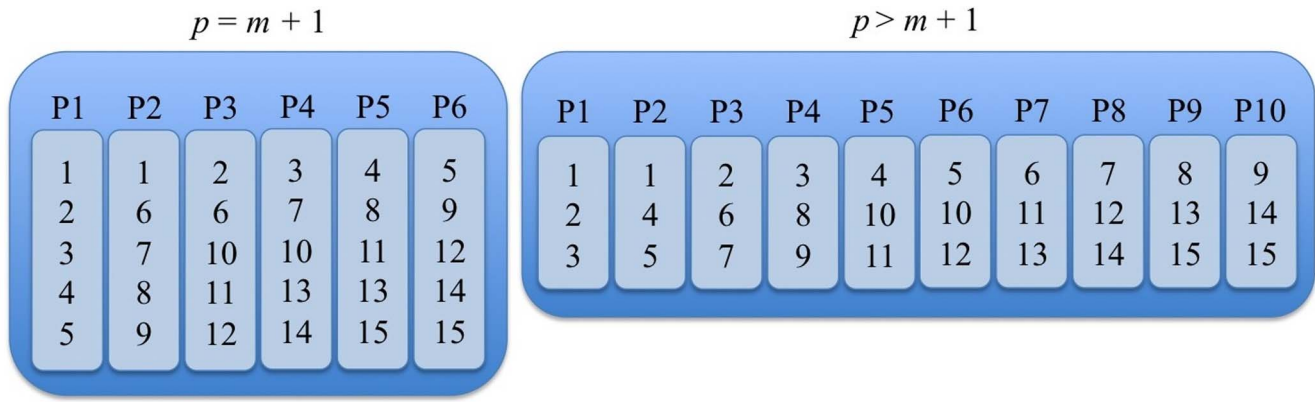 p = m + 1
P1 P2 P3 P4 P5 P6
1 1 2 3 4 5
2 6 6 7 8 9
3 7 10 10 11 12
4 8 11 13 13 14
5 9 12 14 15 15
p > m + 1
P1 P2 P3 P4 P5 P6 P7 P8 P9 P10
1 1 2 3 4 5 6 7 8 9
2 4 6 8 10 10 11 12 13 14
3 5 7 9 11 12 13 14 15 15